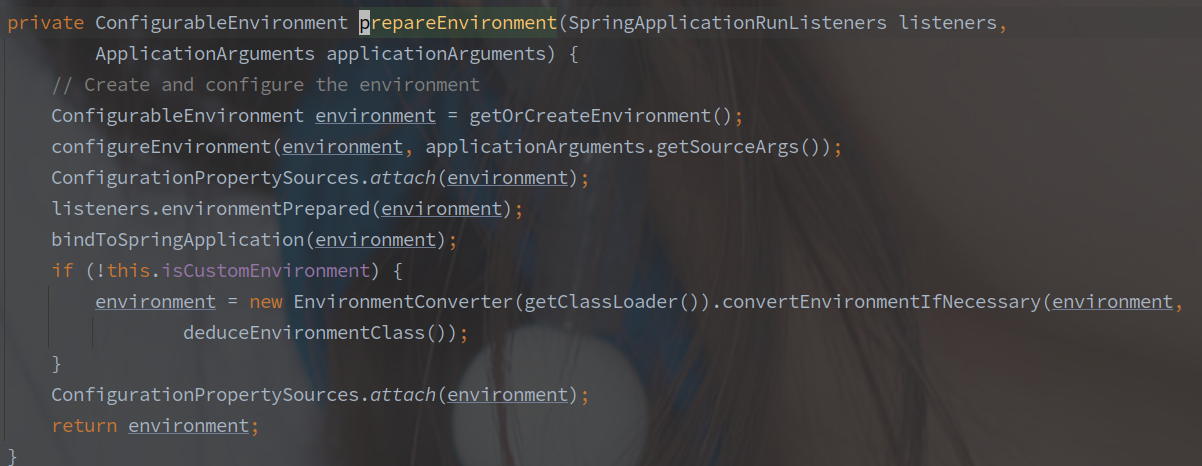 private ConfigurableEnvironment prepareEnvironment(SpringApplicationRunListeners listeners,
ApplicationArguments applicationArguments) {
// Create and configure the environment
ConfigurableEnvironment environment = getOrCreateEnvironment();
configureEnvironment(environment, applicationArguments.getSourceArgs());
ConfigurationPropertySources.attach(environment);
listeners.environmentPrepared(environment);
bindToSpringApplication(environment);
if (!this.isCustomEnvironment) {
environment = new EnvironmentConverter(getClassLoader()).convertEnvironmentIfNecessary(environment,
deduceEnvironmentClass());
}
ConfigurationPropertySources.attach(environment);
return environment;
}